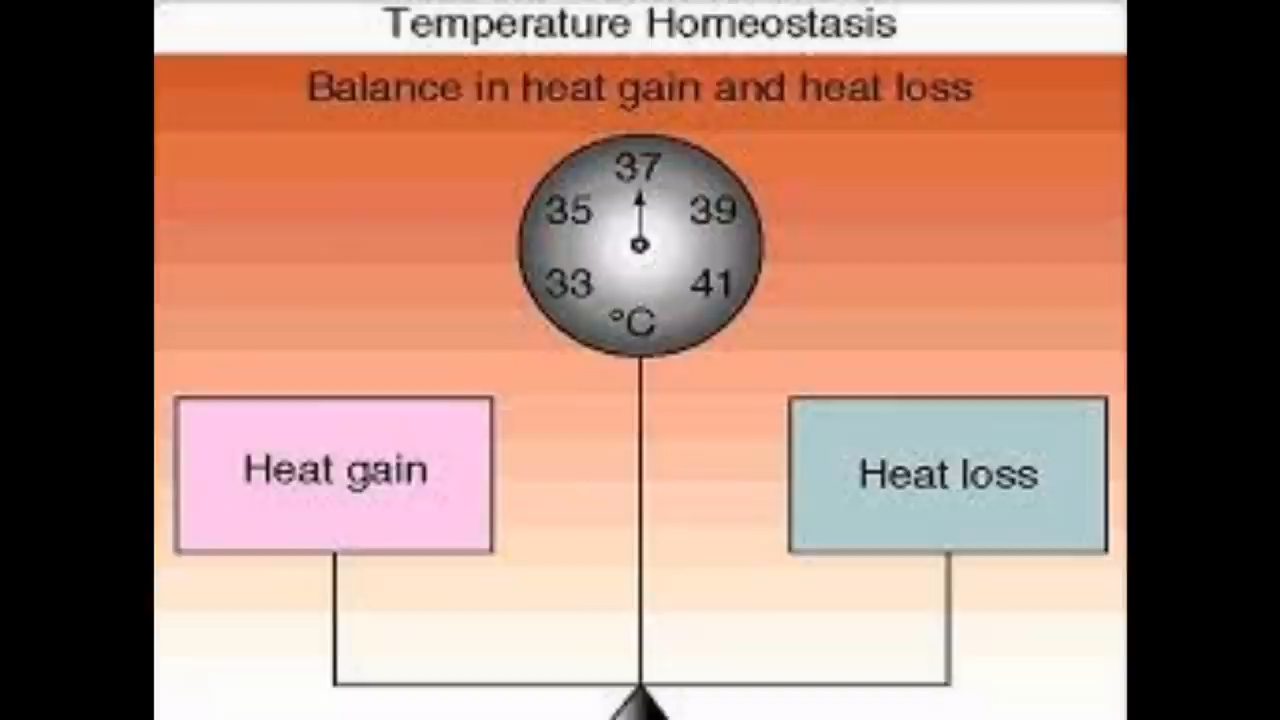 Temperature Homeostasis
Balance in heat gain and heat loss
37
35 39
33 41
°C
Heat gain
Heat loss